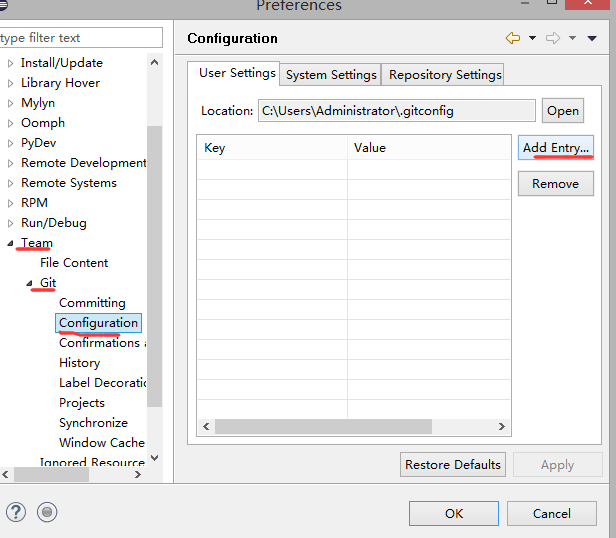 Preferences
type filter text
Install/Update
Library Hover
Mylyn
Oomph
PyDev
Remote Development
Remote Systems
RPM
Run/Debug
Team
File Content
Git
Committing
Configuration
Confirmations a
History
Label Decoratic
Projects
Synchronize
Window Cache
Ignored Resource
Configuration
User Settings
System Settings
Repository Settings
Location:
C:\Users\Administrator\.gitconfig
Open
Key
Value
Add Entry...
Remove
Restore Defaults
Apply
OK
Cancel